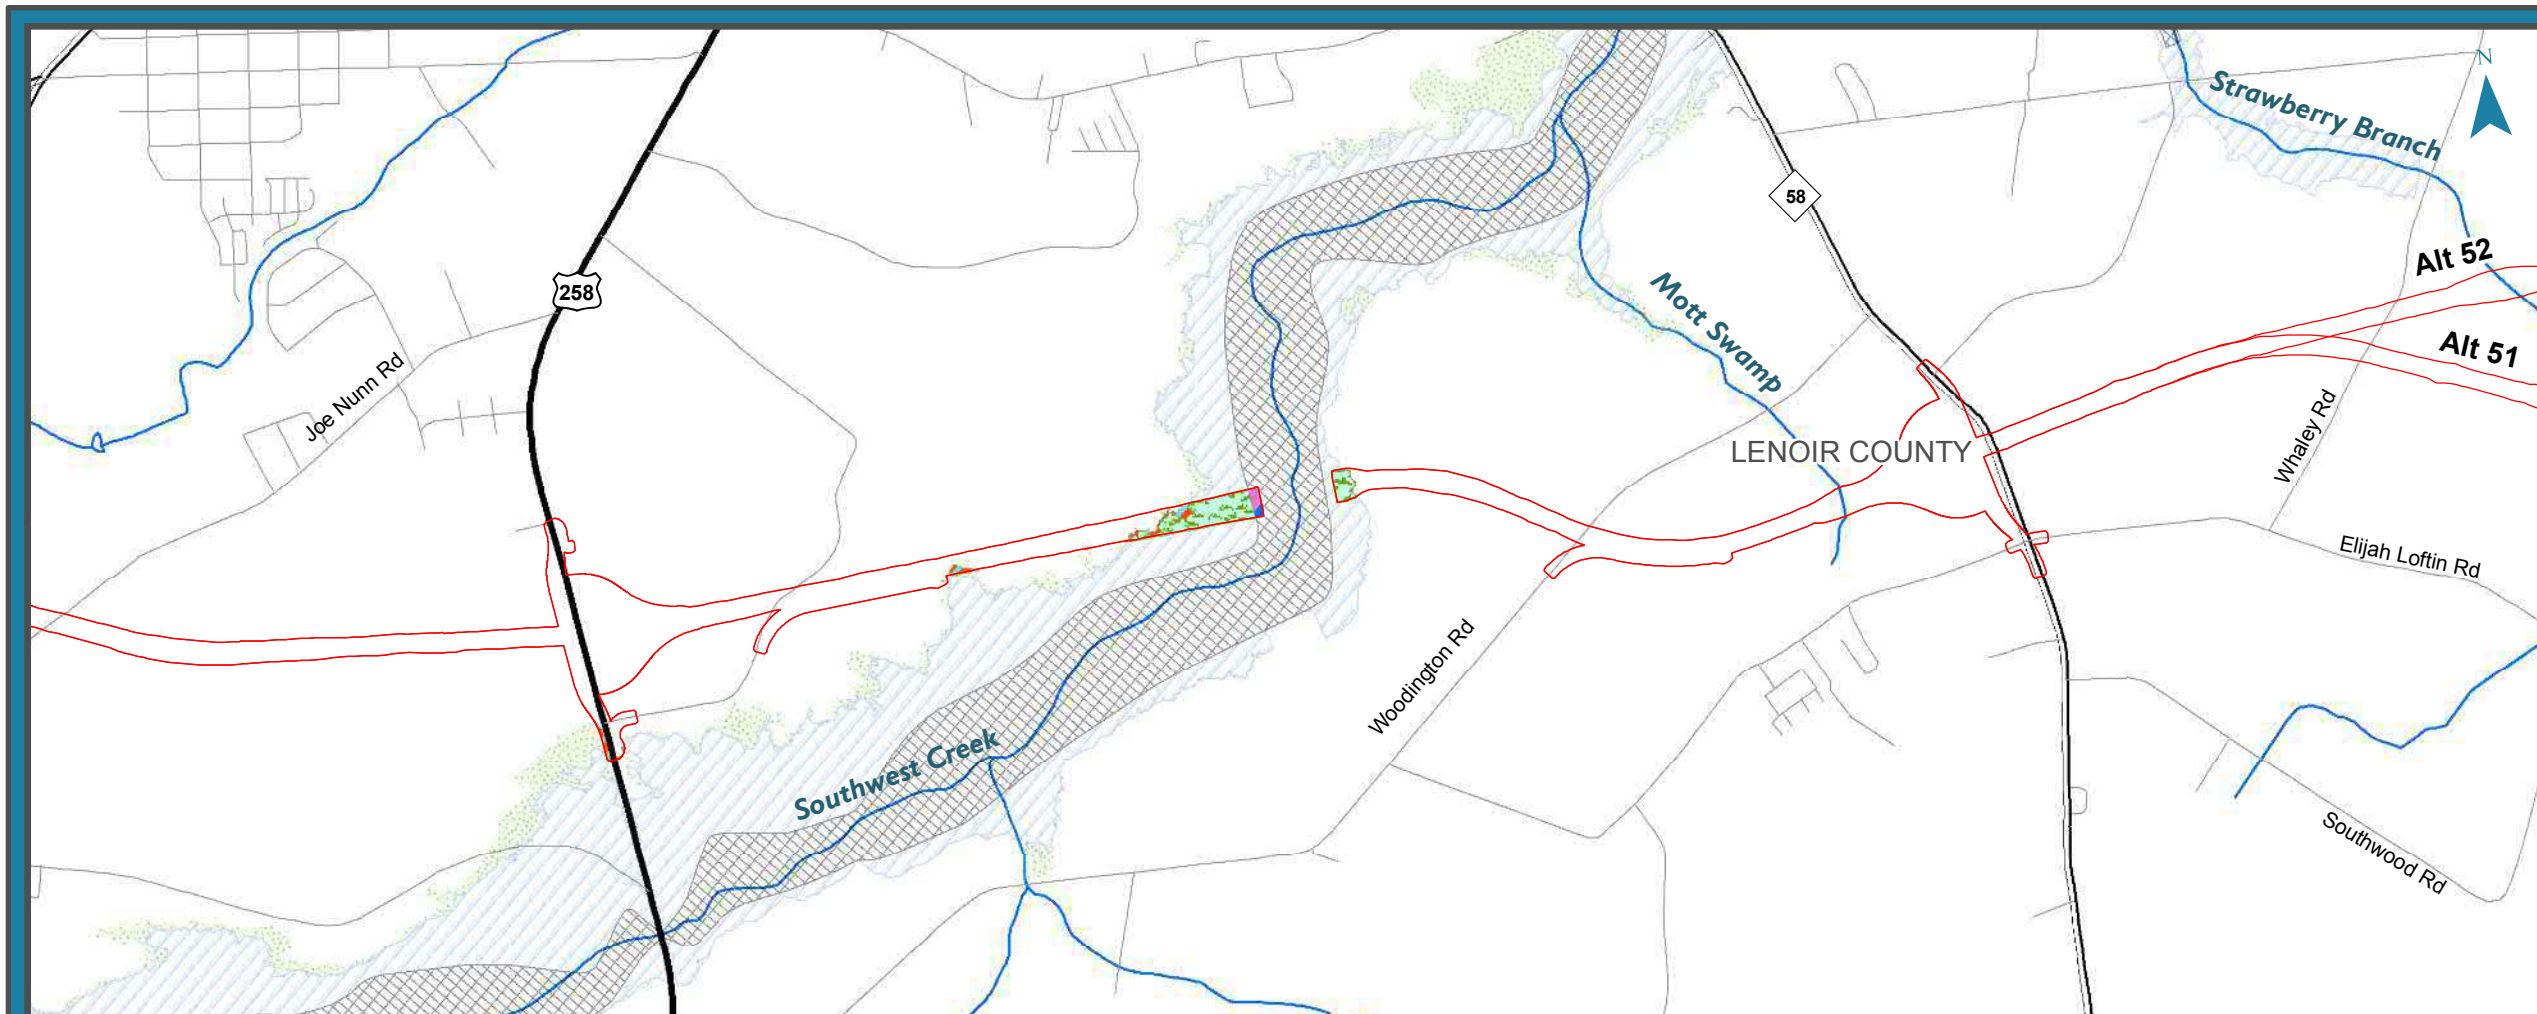 N
Strawberry Branch
58
Alt 52
258
Mott Swamp
Alt 51
Joe Nunn Rd
Whaley Rd
LENOIR COUNTY
Elijah Loftin Rd
Woodington Rd
Southwest Creek
Southwood Rd